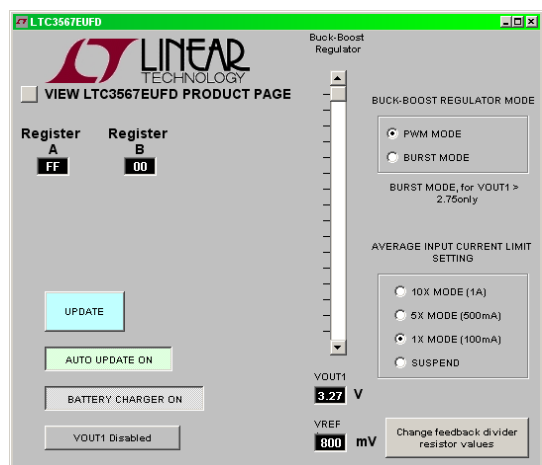 LTC3567EUFD
LINEAR
TECHNOLOGY
VIEW LTC3567EUFD PRODUCT PAGE
Register
A
FF
Register
B
00
UPDATE
AUTO UPDATE ON
BATTERY CHARGER ON
VOUT1 Disabled
Buck-Boost
Regulator
VOUT1
3.27 V
VREF
800 mV
BUCK-BOOST REGULATOR MODE
PWM MODE
BURST MODE
BURST MODE, for VOUT1 >
2.75only
AVERAGE INPUT CURRENT LIMIT
SETTING
10X MODE (1A)
5X MODE (500mA)
1X MODE (100mA)
SUSPEND
Change feedback divider
resistor values